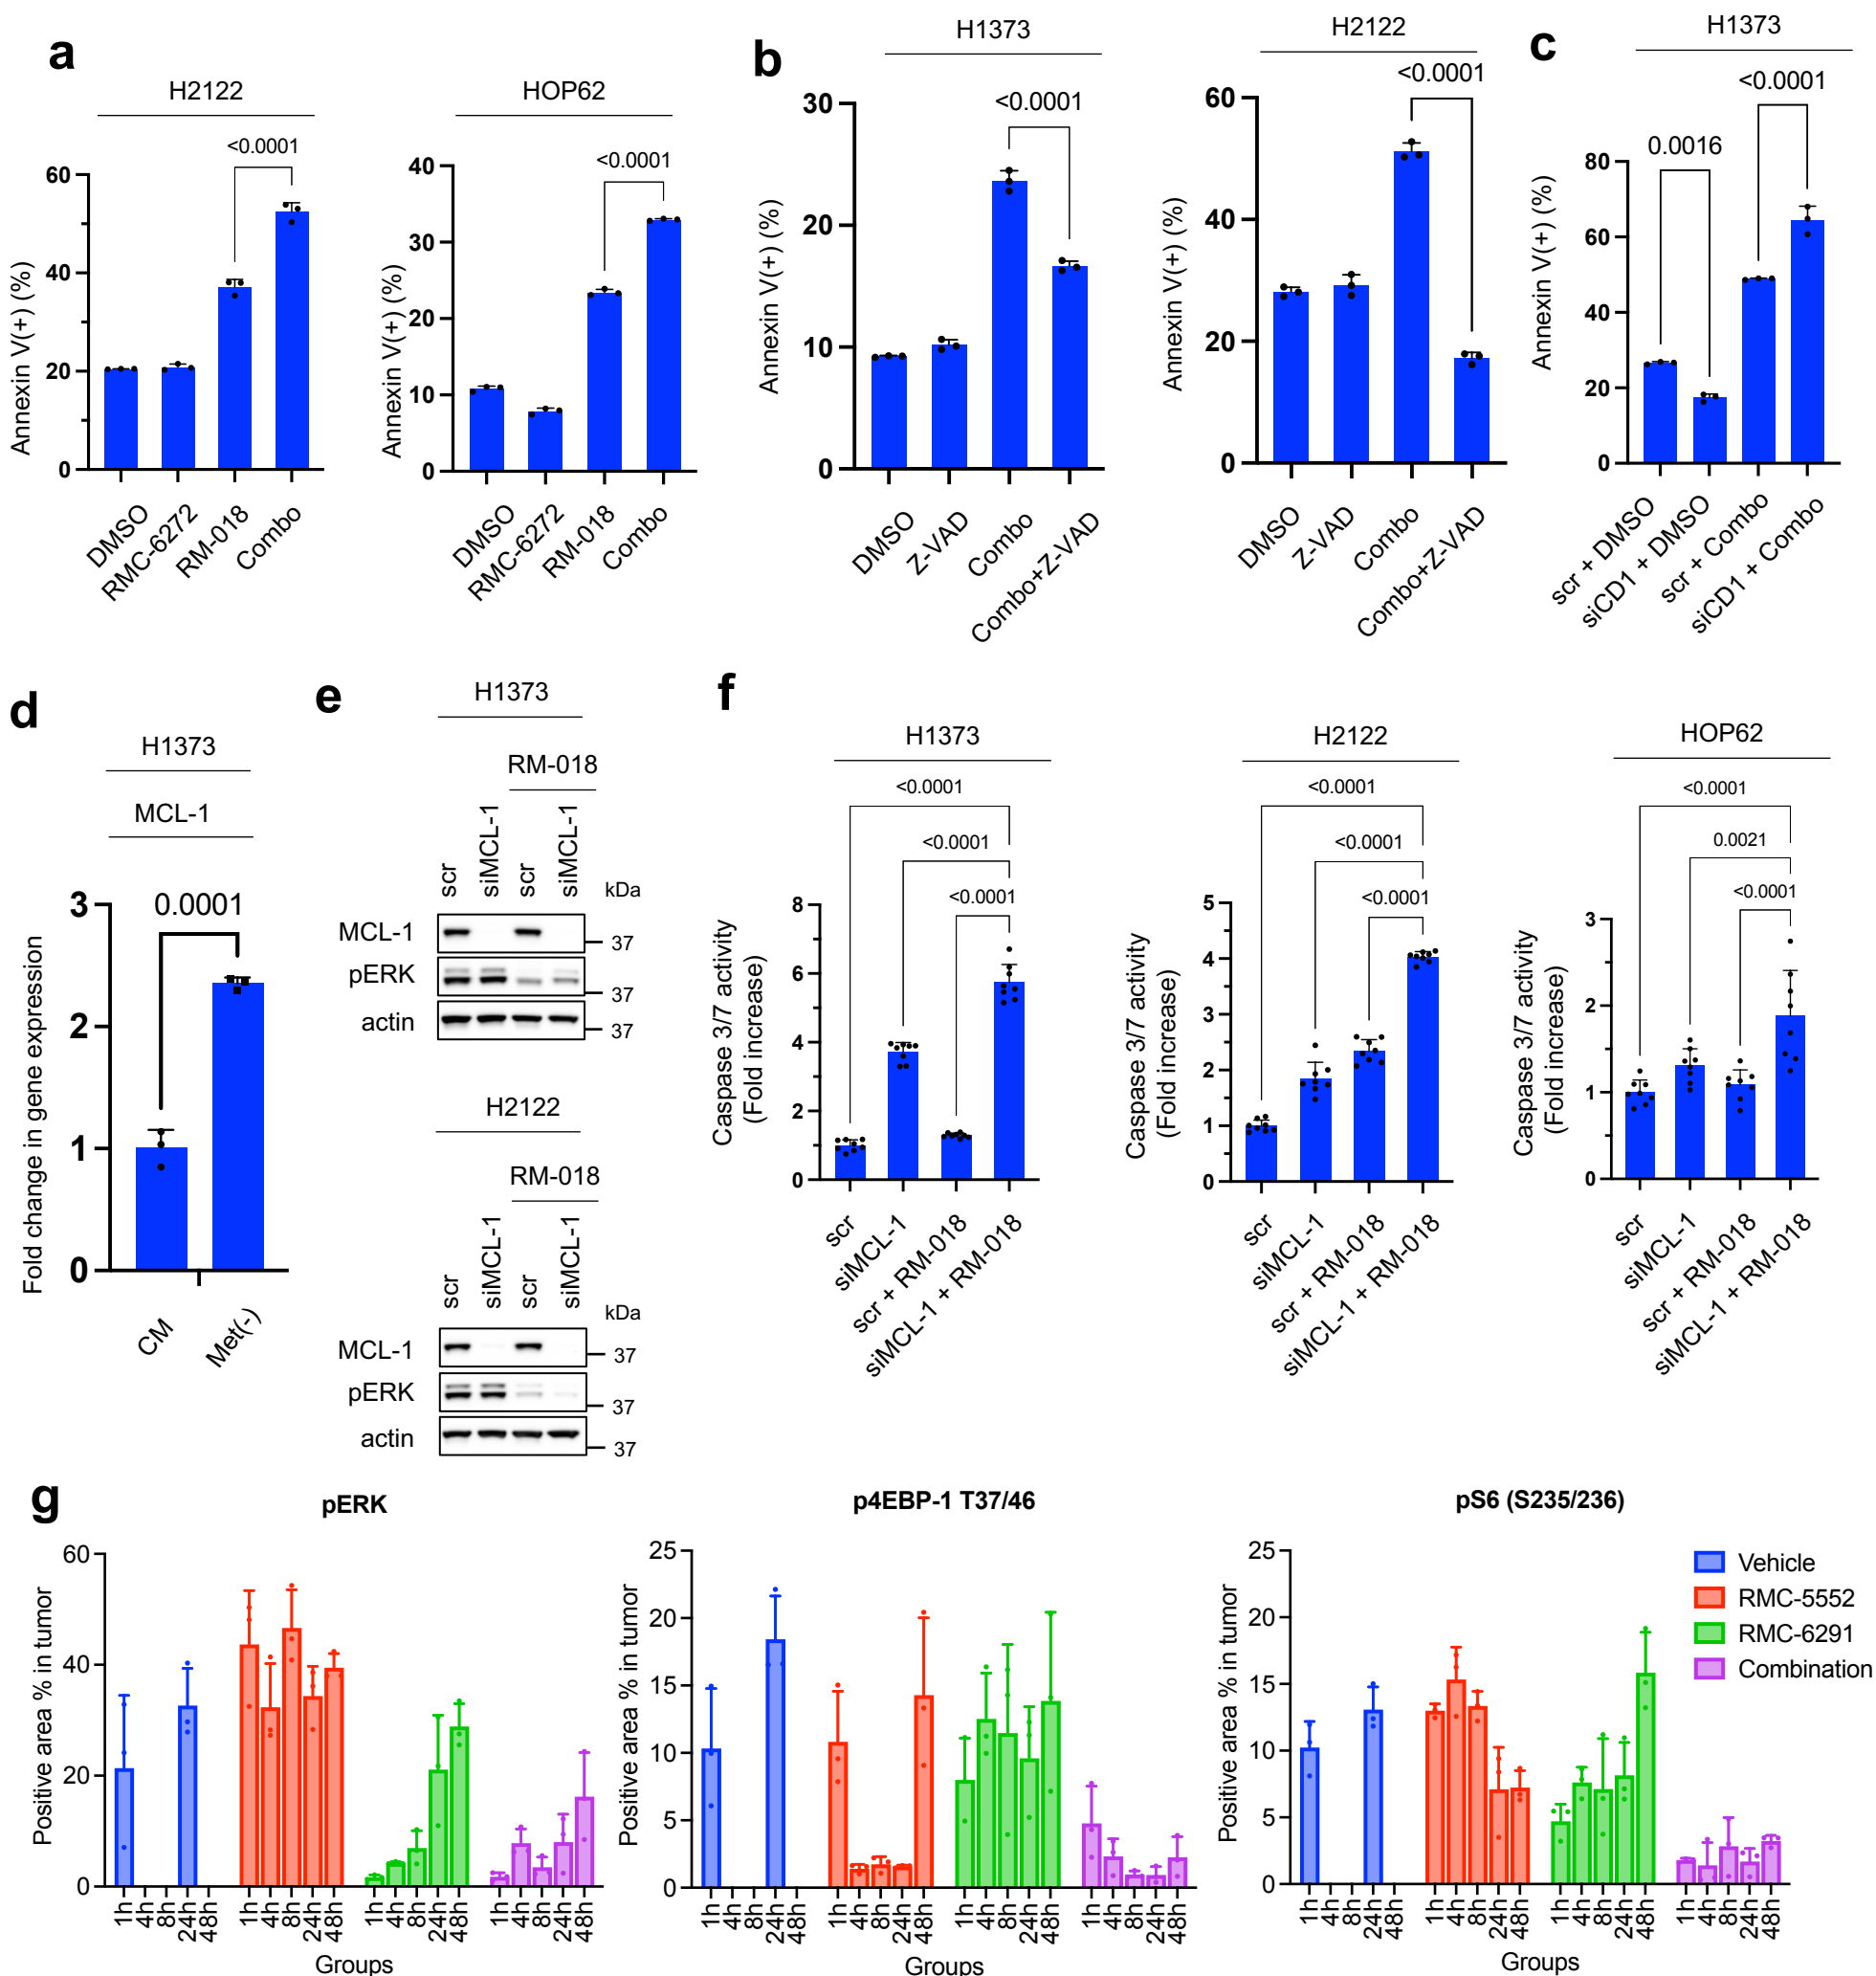 a
H2122
<0.0001
Annexin V(+) (%)
60
40
20
0
DMSO
RMC-6272
RM-018
Combo
HOP62
<0.0001
Annexin V(+) (%)
40
30
20
10
0
DMSO
RMC-6272
RM-018
Combo
b
H1373
<0.0001
Annexin V(+) (%)
30
20
10
0
DMSO
Z-VAD
Combo
Combo+Z-VAD
H2122
<0.0001
Annexin V(+) (%)
60
40
20
0
DMSO
Z-VAD
Combo
Combo+Z-VAD
c
H1373
<0.0001
0.0016
Annexin V(+) (%)
80
60
40
20
0
scr + DMSO
siCD1 + DMSO
scr + Combo
siCD1 + Combo
d
H1373
MCL-1
0.0001
Fold change in gene expression
3
2
1
0
CM
Met(-)
e
H1373
RM-018
scr
siMCL-1
scr
siMCL-1
kDa
MCL-1
37
pERK
37
actin
37
H2122
RM-018
scr
siMCL-1
scr
siMCL-1
kDa
MCL-1
37
pERK
37
actin
37
f
H1373
<0.0001
<0.0001
<0.0001
Caspase 3/7 activity
(Fold increase)
8
6
4
2
0
scr
siMCL-1
scr + RM-018
siMCL-1 + RM-018
H2122
<0.0001
<0.0001
<0.0001
Caspase 3/7 activity
(Fold increase)
5
4
3
2
1
0
scr
siMCL-1
scr + RM-018
siMCL-1 + RM-018
HOP62
<0.0001
0.0021
<0.0001
Caspase 3/7 activity
(Fold increase)
3
2
1
0
scr
siMCL-1
scr + RM-018
siMCL-1 + RM-018
g
pERK
Positive area % in tumor
60
40
20
0
1h 4h 8h 24h 48h 1h 4h 8h 24h 48h 1h 4h 8h 24h 48h 1h 4h 8h 24h 48h
Groups
p4EBP-1 T37/46
Positive area % in tumor
25
20
15
10
5
0
1h 4h 8h 24h 48h 1h 4h 8h 24h 48h 1h 4h 8h 24h 48h 1h 4h 8h 24h 48h
Groups
pS6 (S235/236)
Positive area % in tumor
25
20
15
10
5
0
1h 4h 8h 24h 48h 1h 4h 8h 24h 48h 1h 4h 8h 24h 48h 1h 4h 8h 24h 48h
Groups
Vehicle
RMC-5552
RMC-6291
Combination